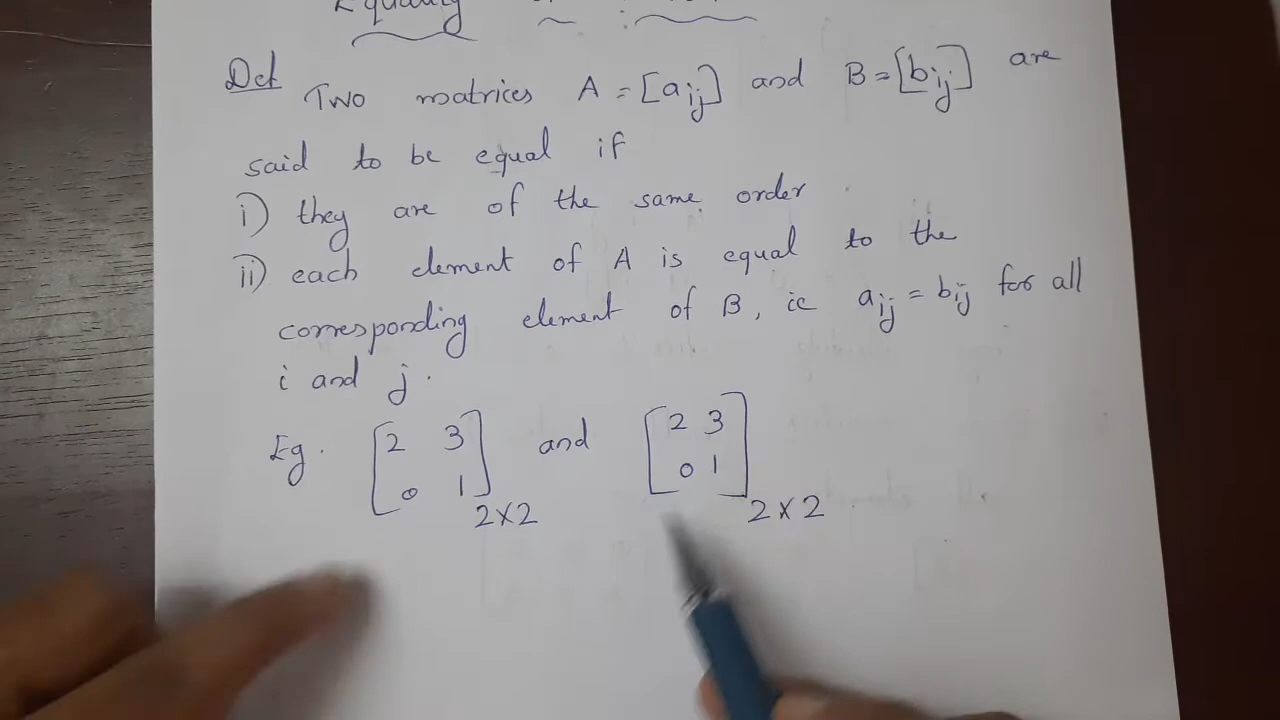 Equality
Def Two matrices A = [aij] and B = [bij] are
said to be equal if
i) they are of the same order.
ii) each element of A is equal to the
corresponding element of B, ie aij = bij for all
i and j.
Eg. [2 3 and [2 3
0 1] 2×2 0 1] 2×2